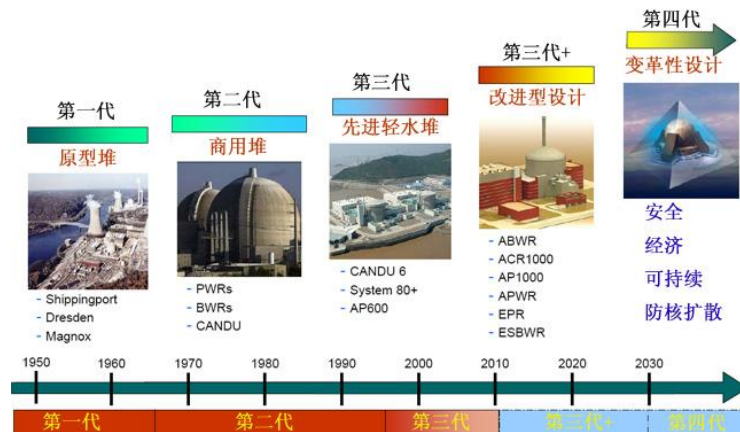 第一代
原型堆
- Shippingport
- Dresden
- Magnox
第二代
商用堆
- PWRs
- BWRs
- CANDU
第三代
先进轻水堆
- CANDU 6
- System 80+
- AP600
第三代+
改进型设计
- ABWR
- ACR1000
- AP1000
- APWR
- EPR
- ESBWR
第四代
变革性设计
安全
经济
可持续
防核扩散
1950 1960 1970 1980 1990 2000 2010 2020 2030
第一代 第二代 第三代 第三代+ 第四代